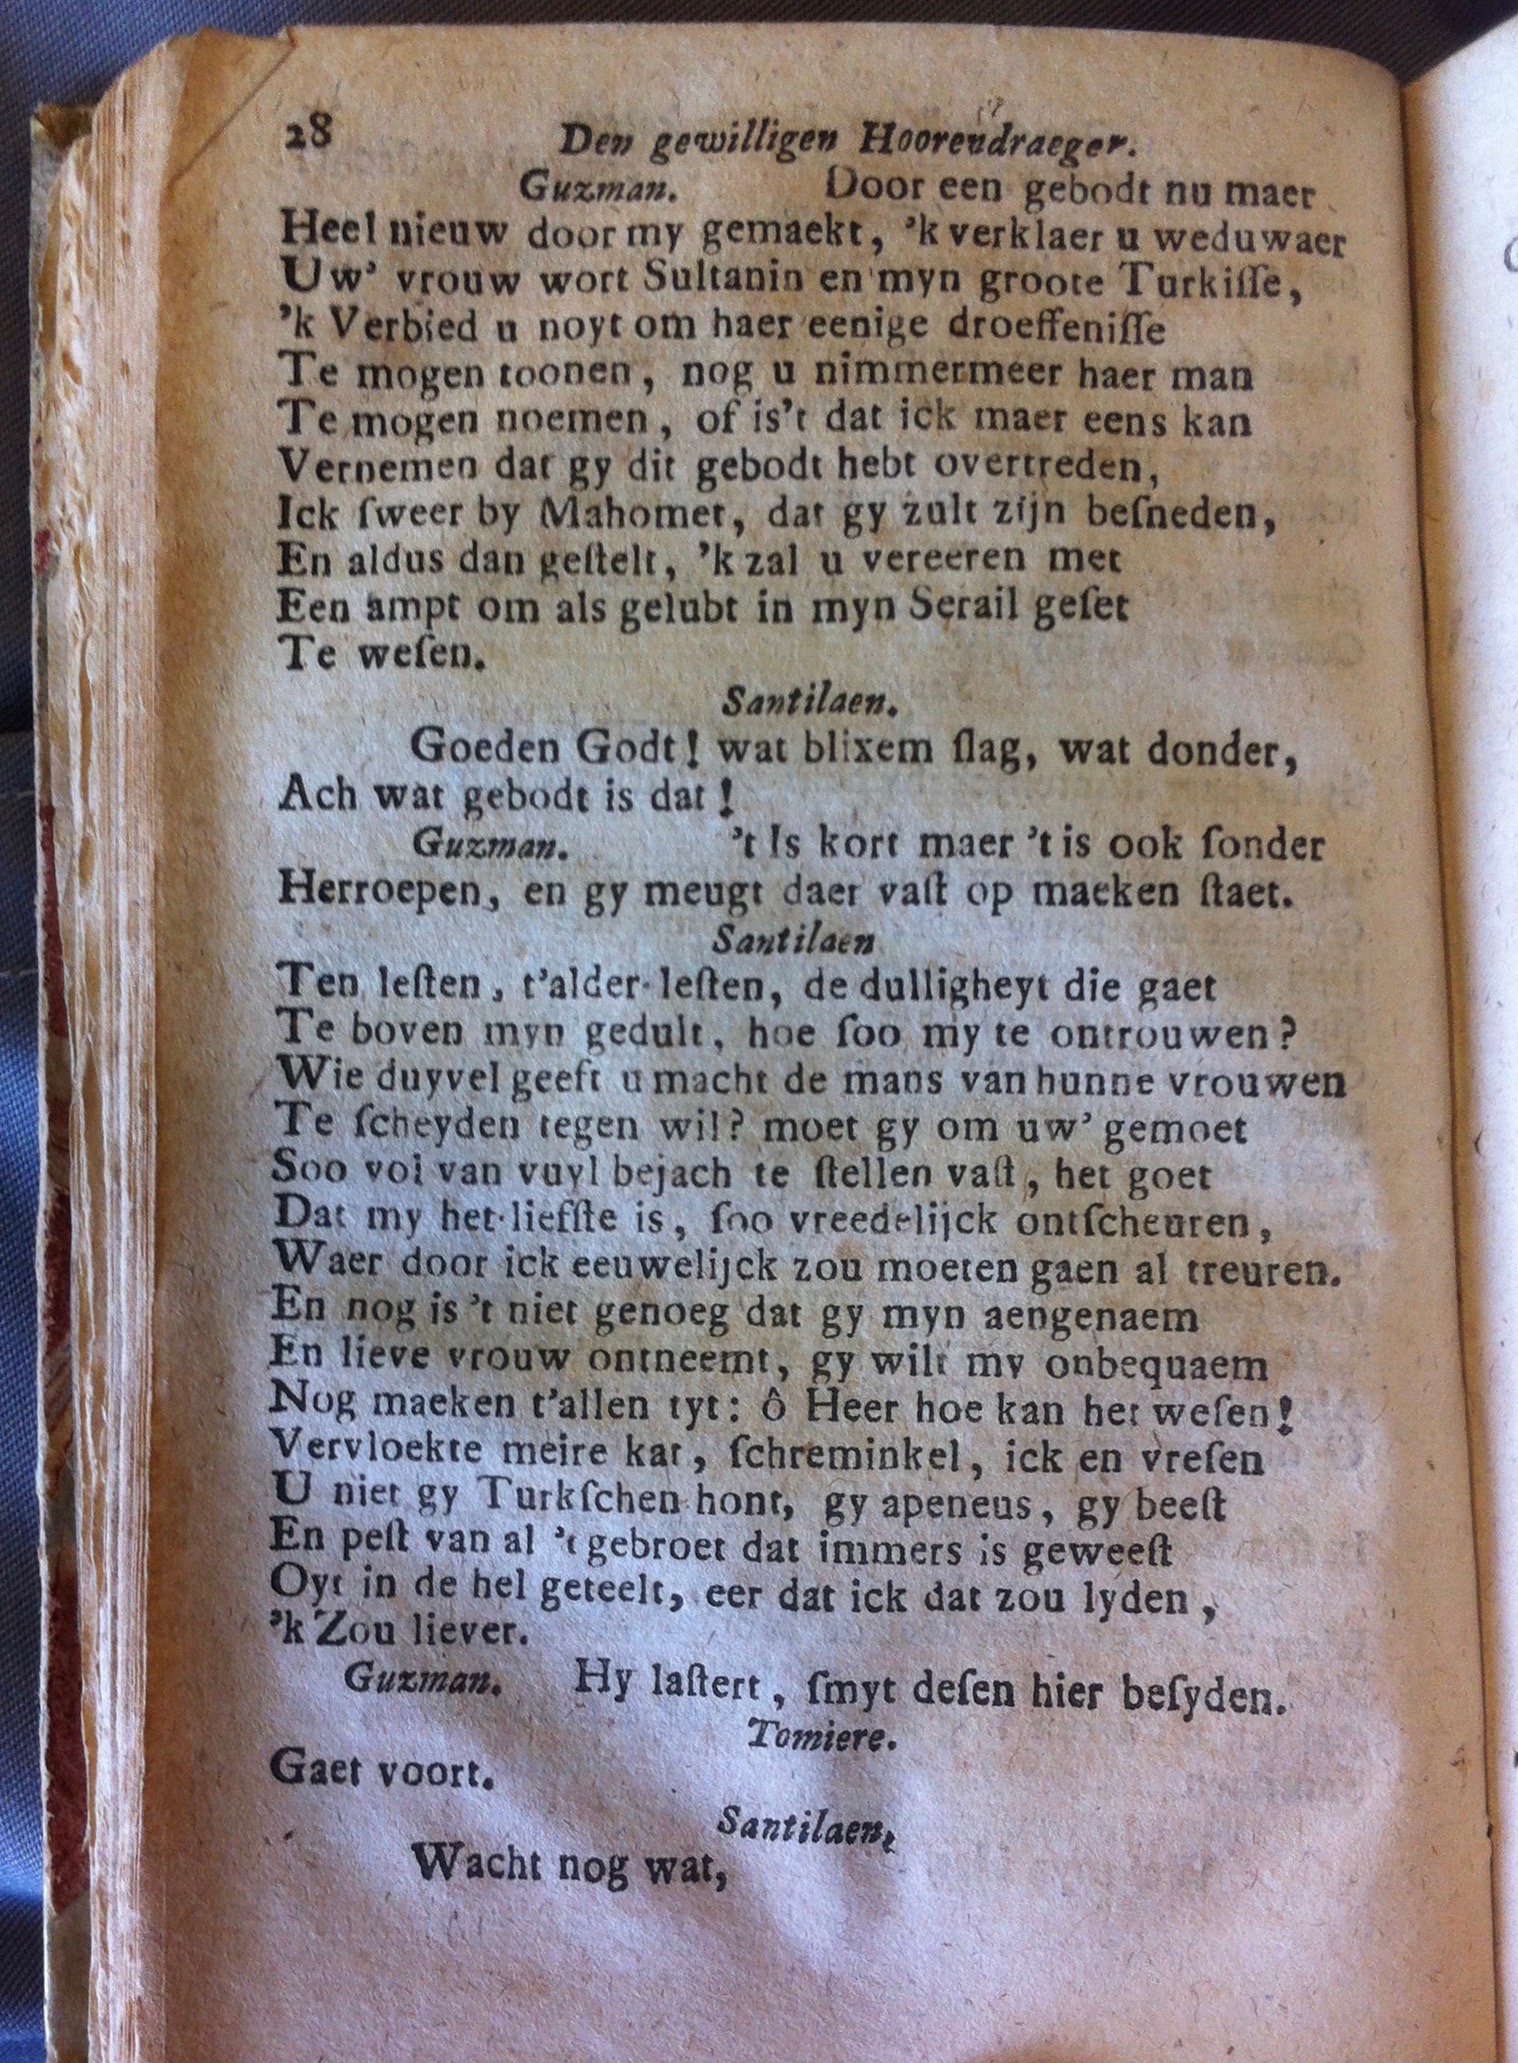 28 Den gewilligen Hoorendraeger.
Guzman. Door een gebodt nu maer
Heel nieuw door my gemaekt, ’k verklaer u weduwaer
Uw’ vrouw wort Sultanin en myn groote Turkiſſe,
’k Verbied u noyt om haer eenige droeffeniſſe
Te mogen toonen, nog u nimmermeer haer man
Te mogen noemen, of is’t dat ick maer eens kan
Vernemen dat gy dit gebodt hebt overtreden,
Ick ſweer by Mahomet, dat gy zult zijn beſneden,
En aldus dan geſtelt, ’k zal u vereeren met
Een ampt om als gelubt in myn Serail geſet
Te weſen.
Santilaen.
Goeden Godt! wat blixem ſlag, wat donder,
Ach wat gebodt is dat!
Guzman. ’t Is kort maer ’t is ook ſonder
Herroepen, en gy meugt daer vaſt op maeken ſtaet.
Santilaen
Ten leſten, t’alder-leſten, de dulligheyt die gaet
Te boven myn gedult, hoe ſoo my te ontrouwen?
Wie duyvel geeft u macht de mans van hunne vrouwen
Te ſcheyden tegen wil? moet gy om uw’ gemoet
Soo vol van vuyl bejach te ſtellen vaſt, het goet
Dat my het-liefſte is, ſoo vreedelijck ontſcheuren,
Waer door ick eeuwelijck zou moeten gaen al treuren.
En nog is ’t niet genoeg dat gy myn aengenaem
En lieve vrouw ontneemt, gy wilt my onbequaem
Nog maeken t’allen tyt: ô Heer hoe kan het weſen!
Vervloekte meire kat, ſchreminkel, ick en vreſen
U niet gy Turkſchen hont, gy apeneus, gy beeſt
En peſt van al ’t gebroet dat immers is geweeſt
Oyt in de hel geteelt, eer dat ick dat zou lyden,
’k Zou liever.
Guzman. Hy laſtert, ſmyt deſen hier beſyden.
Tomiere.
Gaet voort.
Santilaen.
Wacht nog wat,